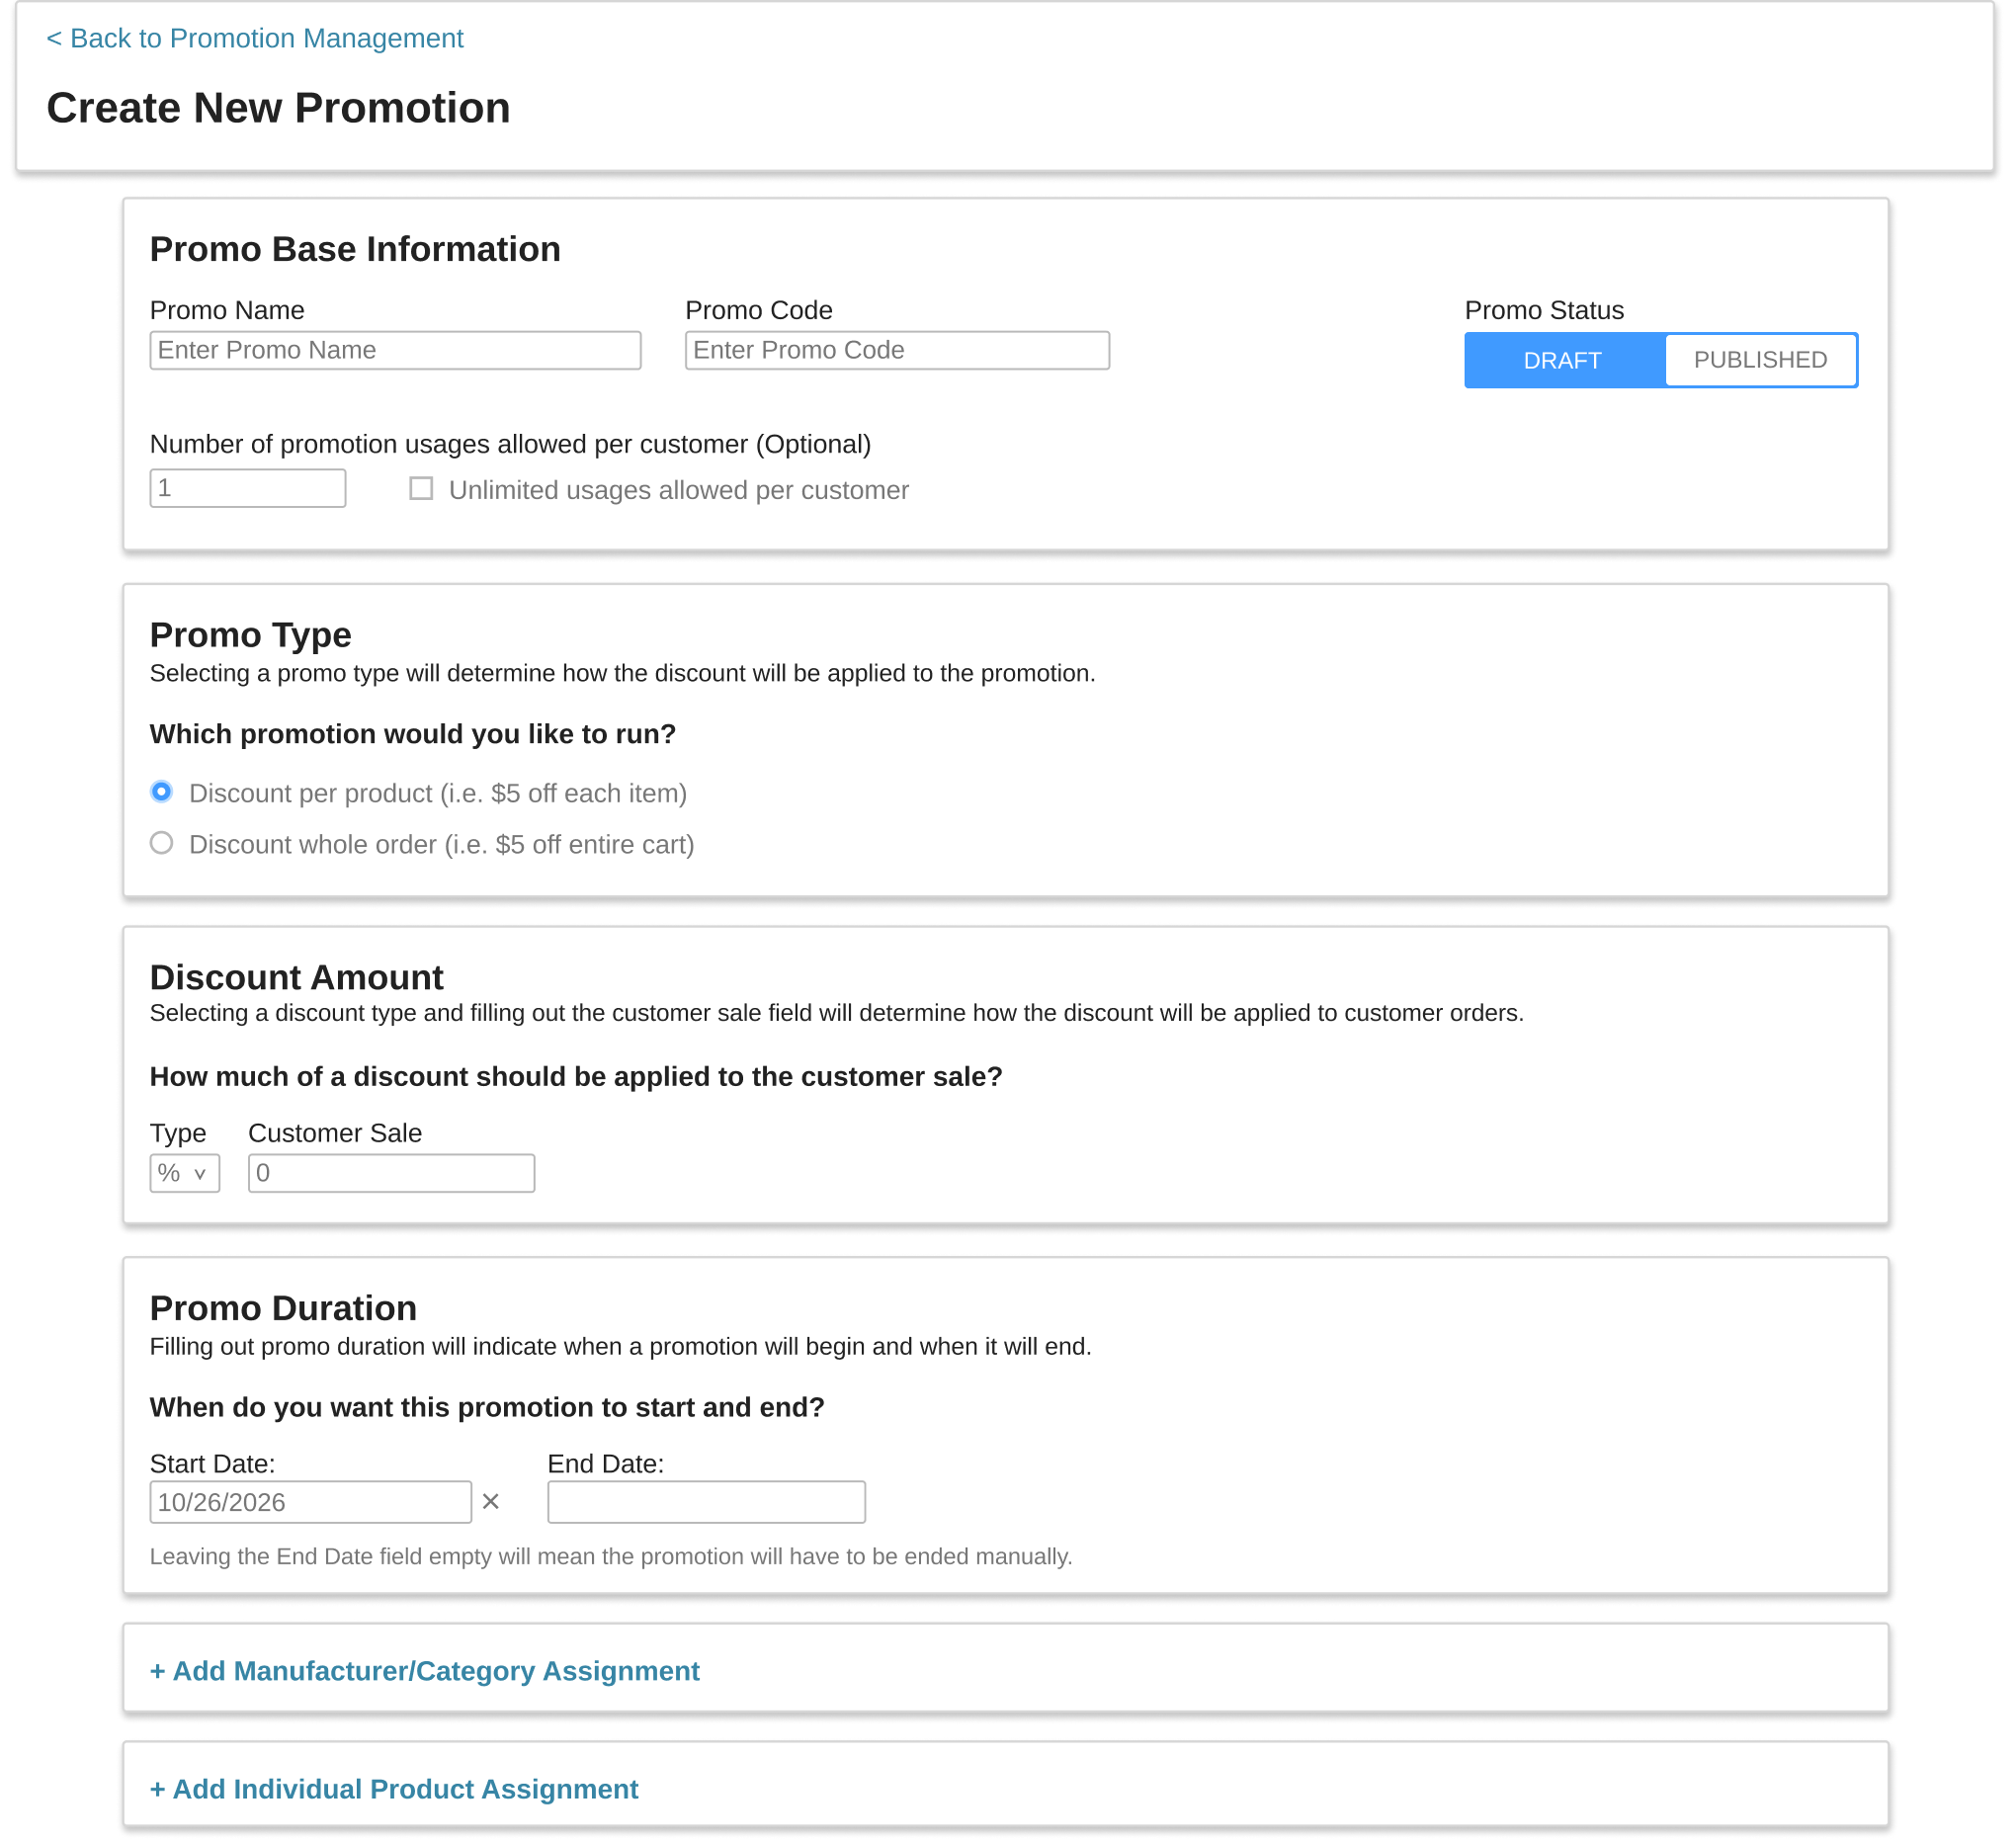 < Back to Promotion Management
Create New Promotion
Promo Base Information
Promo Name Promo Code Promo Status
Enter Promo Name Enter Promo Code DRAFT PUBLISHED
Number of promotion usages allowed per customer (Optional)
1 Unlimited usages allowed per customer
Promo Type
Selecting a promo type will determine how the discount will be applied to the promotion.
Which promotion would you like to run?
Discount per product (i.e. $5 off each item)
Discount whole order (i.e. $5 off entire cart)
Discount Amount
Selecting a discount type and filling out the customer sale field will determine how the discount will be applied to customer orders.
How much of a discount should be applied to the customer sale?
Type Customer Sale
% 0
Promo Duration
Filling out promo duration will indicate when a promotion will begin and when it will end.
When do you want this promotion to start and end?
Start Date: End Date:
10/26/2026 ×
Leaving the End Date field empty will mean the promotion will have to be ended manually.
+ Add Manufacturer/Category Assignment
+ Add Individual Product Assignment